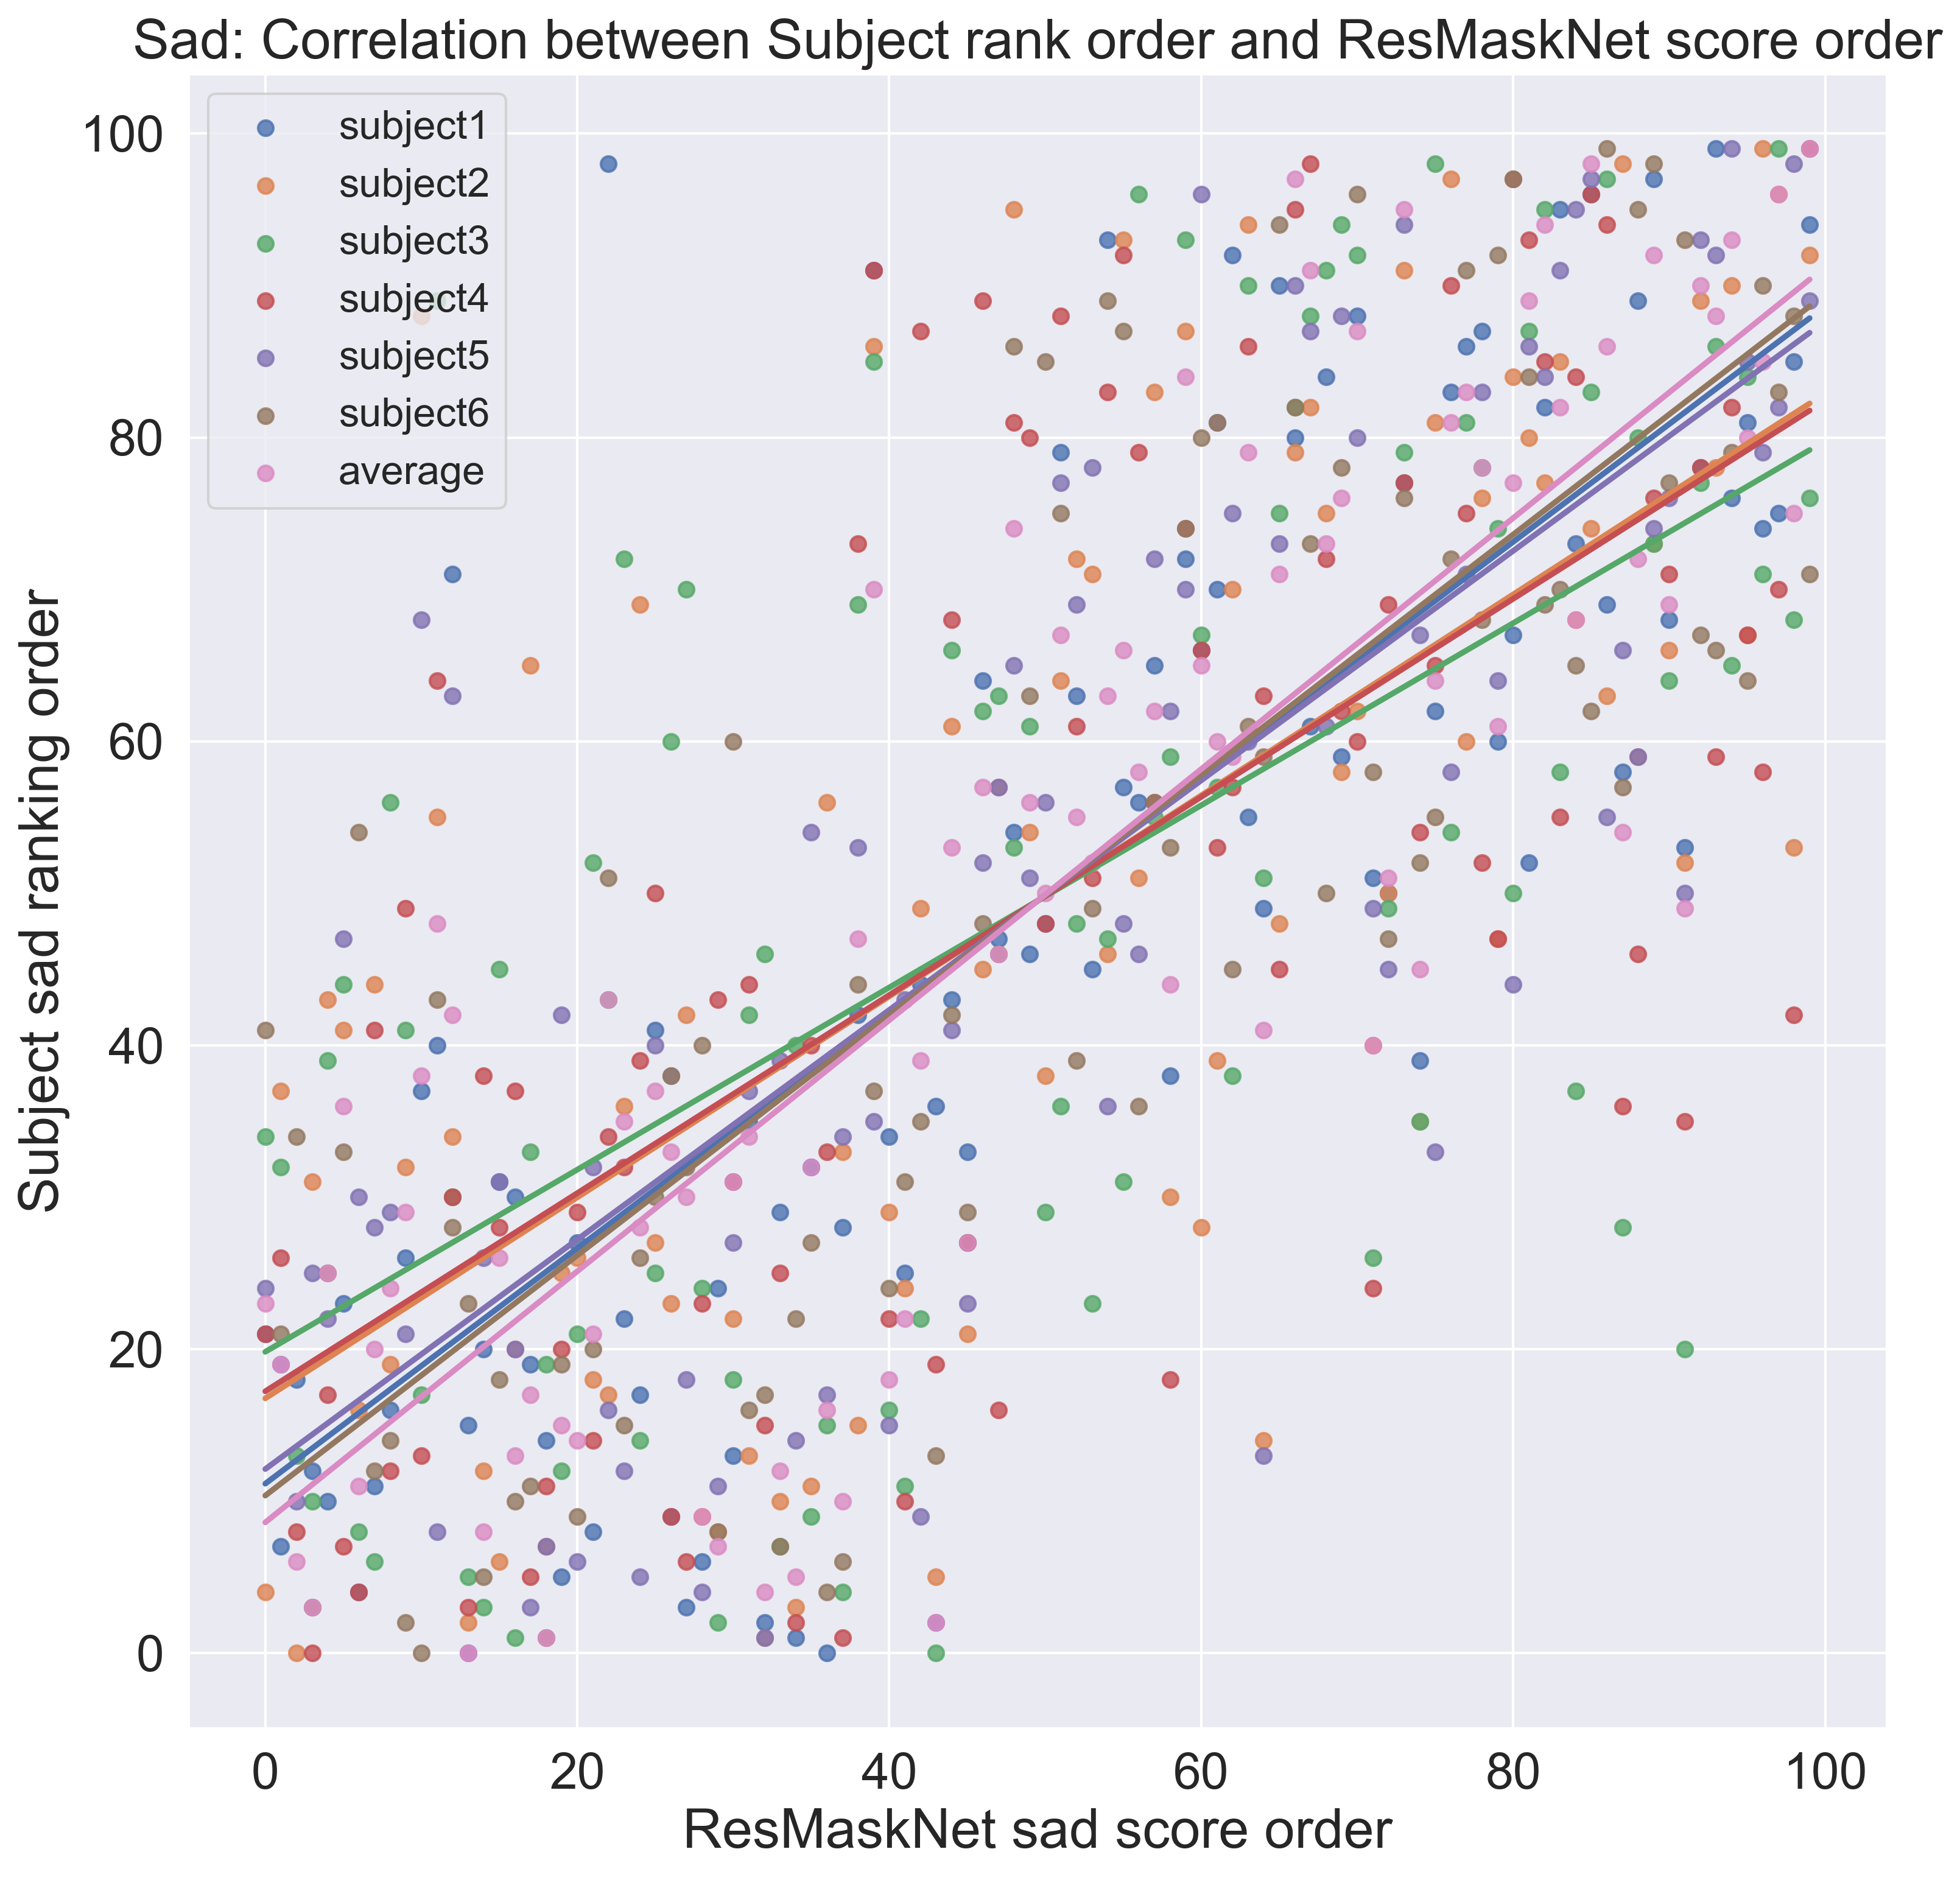 Sad: Correlation between Subject rank order and ResMaskNet score order
subject1
subject2
subject3
subject4
subject5
subject6
average
100
80
60
40
20
0
Subject sad ranking order
0 20 40 60 80 100
ResMaskNet sad score order